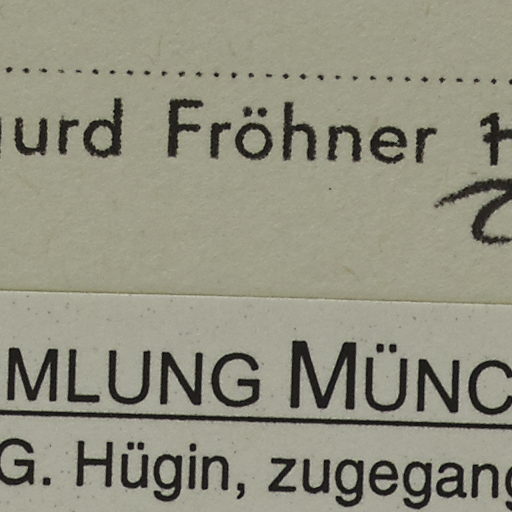 urd Fröhner
MLUNG MÜNC
G. Hügin, zugegang